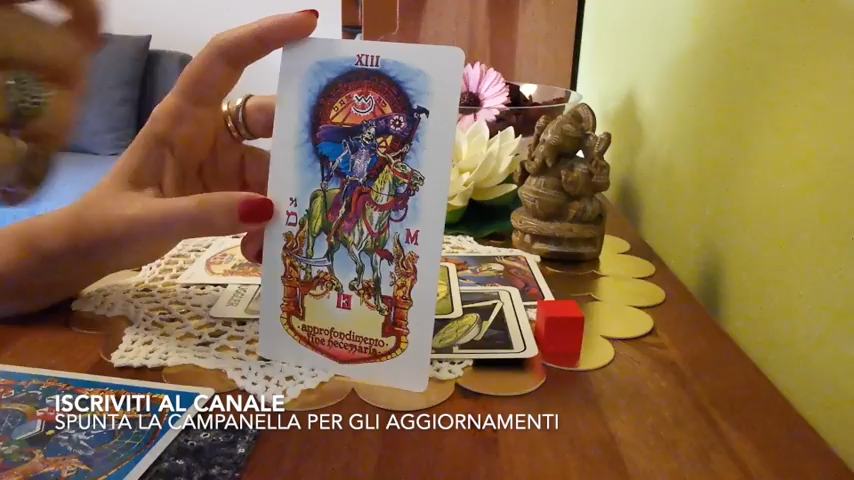 XIII
M
· approfondimento ·
fine necessaria
ISCRIVITI AL CANALE
SPUNTA LA CAMPANELLA PER GLI AGGIORNAMENTI